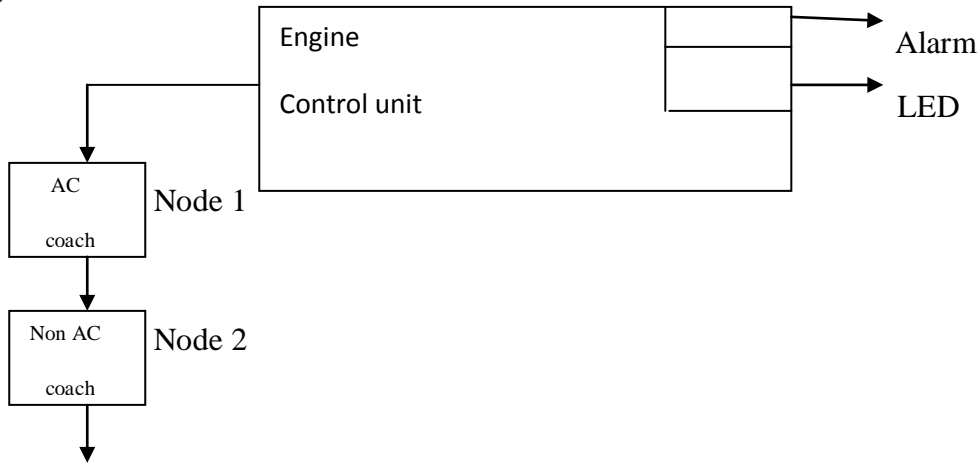 Engine
Control unit
Alarm
LED
AC
coach
Node 1
Non AC
coach
Node 2